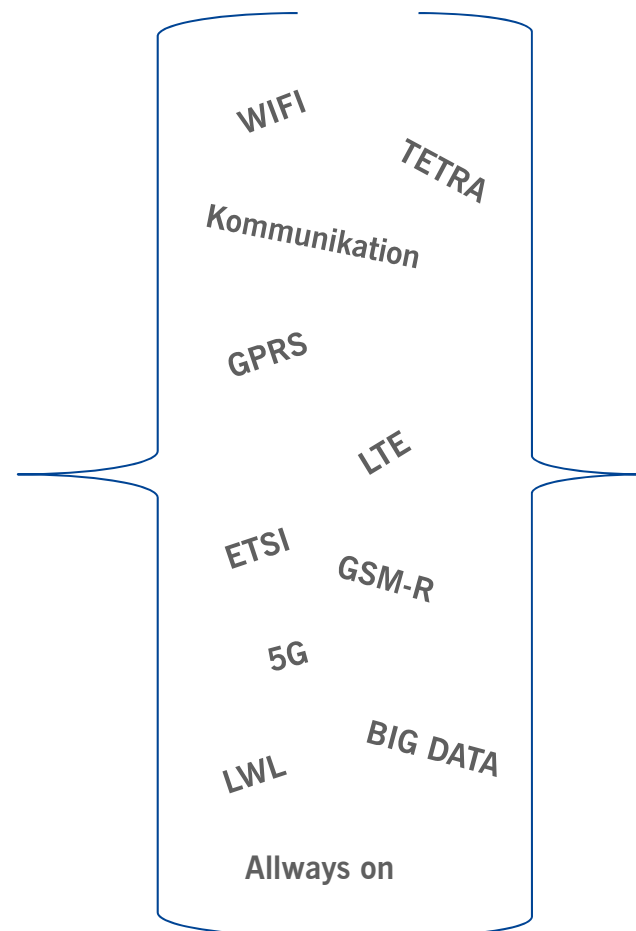 WIFI
TETRA
Kommunikation
GPRS
LTE
ETSI
GSM-R
5G
BIG DATA
LWL
Allways on